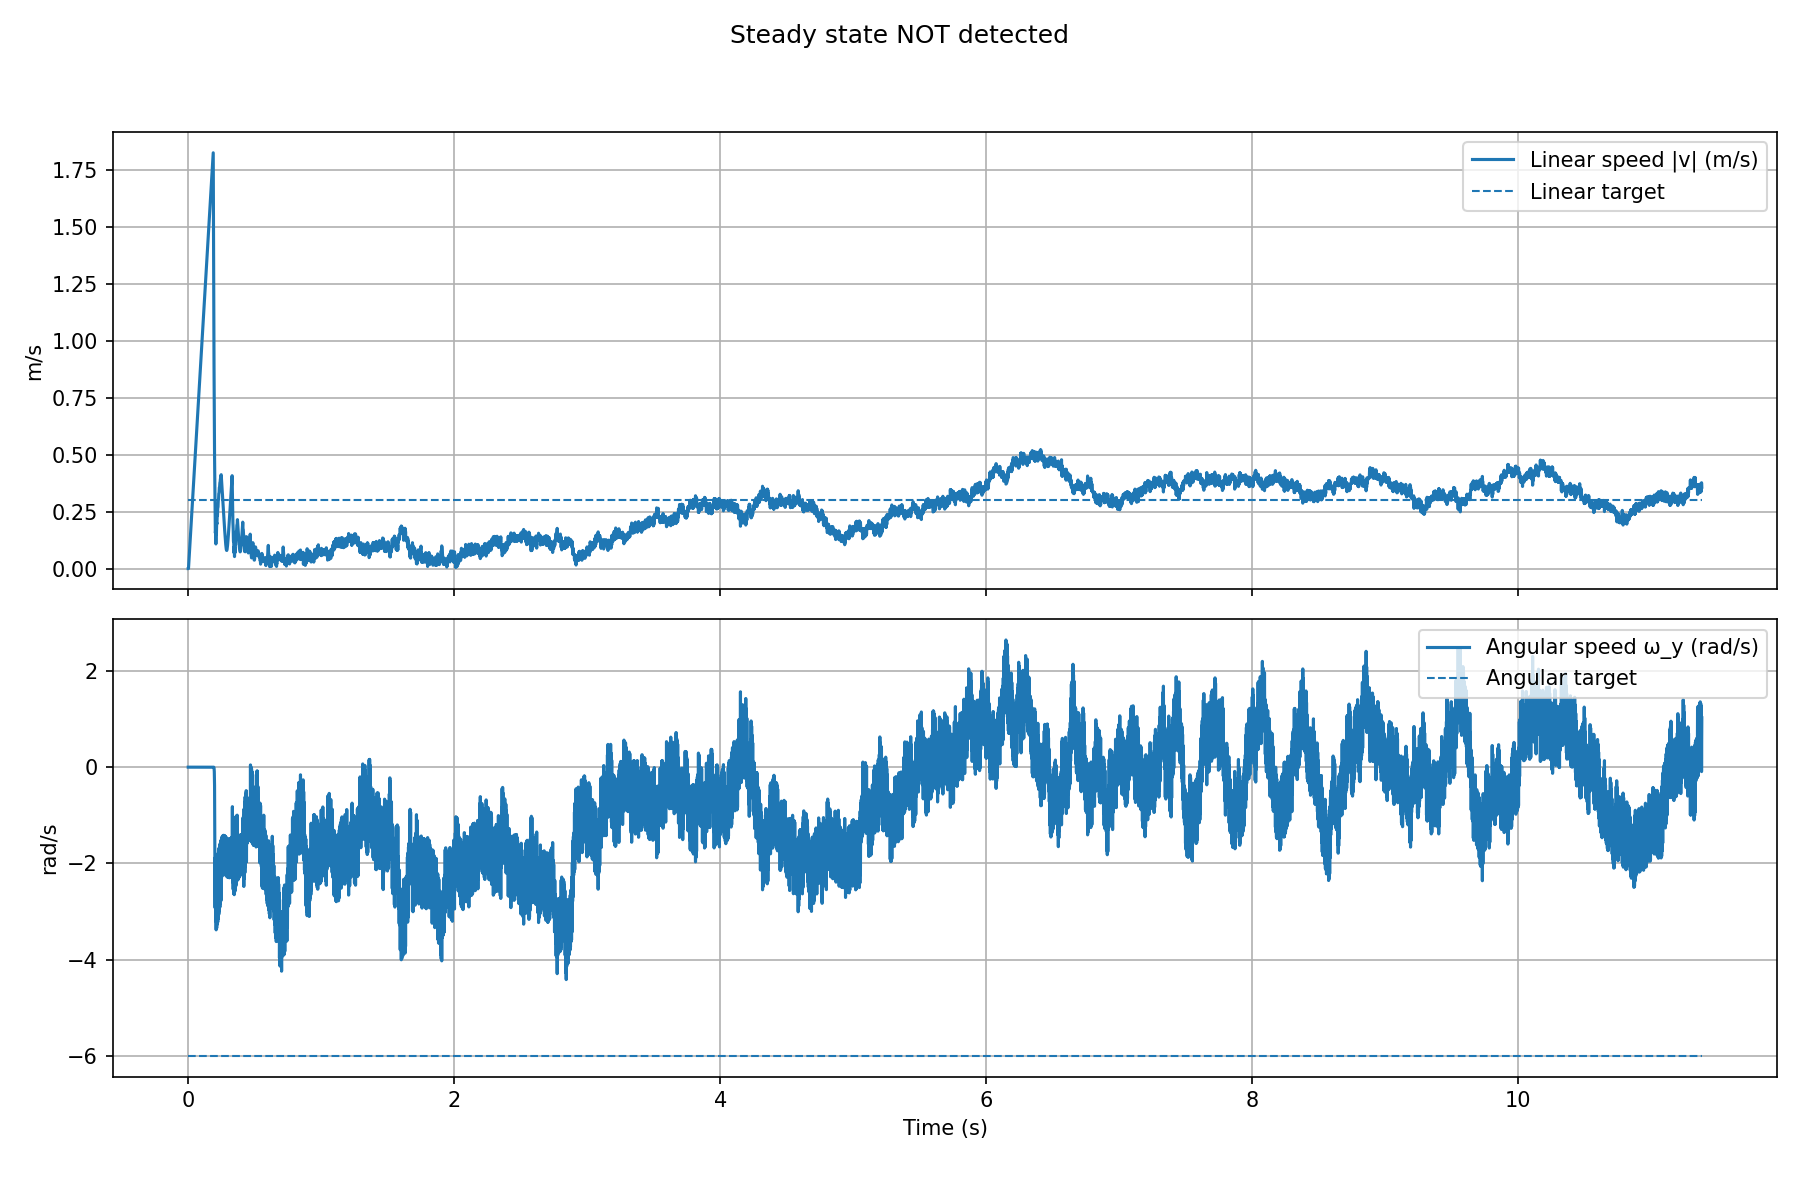 Steady state NOT detected
1.75
1.50
1.25
1.00
0.75
0.50
0.25
0.00
m/s
Linear speed |v| (m/s)
Linear target
2
0
−2
−4
−6
rad/s
Angular speed ω_y (rad/s)
Angular target
0 2 4 6 8 10
Time (s)